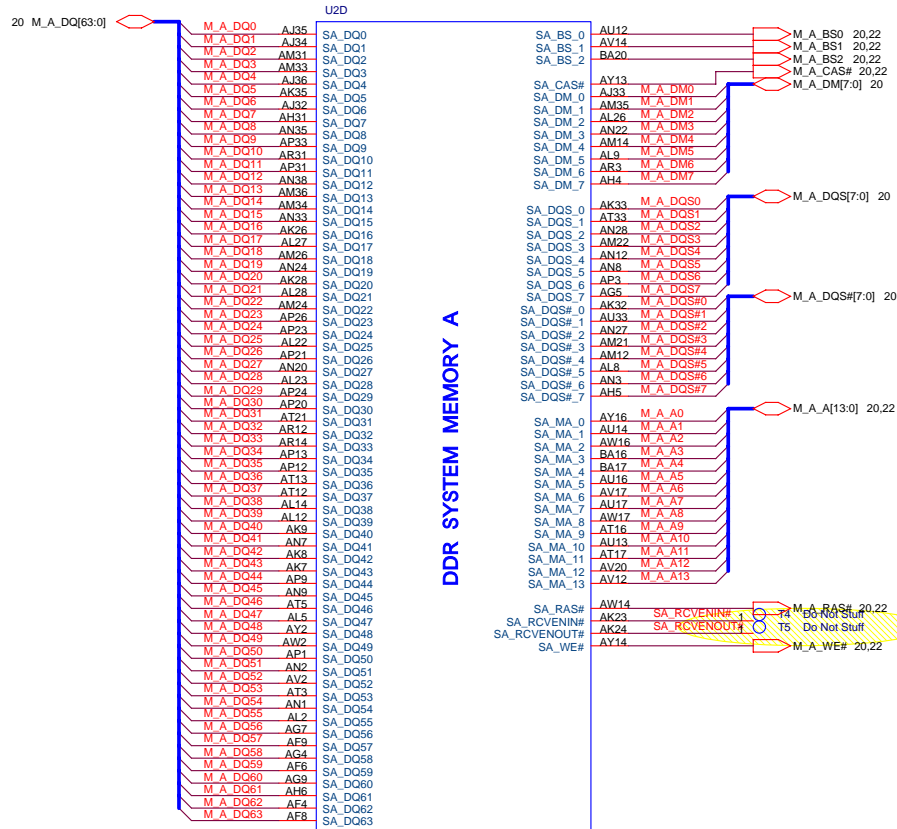 U2D
20 M_A_DQ[63:0]
M_A_DQ0 AJ35 SA_DQ0
M_A_DQ1 AJ34 SA_DQ1
M_A_DQ2 AM31 SA_DQ2
M_A_DQ3 AM33 SA_DQ3
M_A_DQ4 AJ36 SA_DQ4
M_A_DQ5 AK35 SA_DQ5
M_A_DQ6 AJ32 SA_DQ6
M_A_DQ7 AH31 SA_DQ7
M_A_DQ8 AN35 SA_DQ8
M_A_DQ9 AP33 SA_DQ9
M_A_DQ10 AR31 SA_DQ10
M_A_DQ11 AP31 SA_DQ11
M_A_DQ12 AN38 SA_DQ12
M_A_DQ13 AM36 SA_DQ13
M_A_DQ14 AM34 SA_DQ14
M_A_DQ15 AN33 SA_DQ15
M_A_DQ16 AK26 SA_DQ16
M_A_DQ17 AL27 SA_DQ17
M_A_DQ18 AM26 SA_DQ18
M_A_DQ19 AN24 SA_DQ19
M_A_DQ20 AK28 SA_DQ20
M_A_DQ21 AL28 SA_DQ21
M_A_DQ22 AM24 SA_DQ22
M_A_DQ23 AP26 SA_DQ23
M_A_DQ24 AP23 SA_DQ24
M_A_DQ25 AL22 SA_DQ25
M_A_DQ26 AP21 SA_DQ26
M_A_DQ27 AN20 SA_DQ27
M_A_DQ28 AL23 SA_DQ28
M_A_DQ29 AP24 SA_DQ29
M_A_DQ30 AP20 SA_DQ30
M_A_DQ31 AT21 SA_DQ31
M_A_DQ32 AR12 SA_DQ32
M_A_DQ33 AR14 SA_DQ33
M_A_DQ34 AP13 SA_DQ34
M_A_DQ35 AP12 SA_DQ35
M_A_DQ36 AT13 SA_DQ36
M_A_DQ37 AT12 SA_DQ37
M_A_DQ38 AL14 SA_DQ38
M_A_DQ39 AL12 SA_DQ39
M_A_DQ40 AK9 SA_DQ40
M_A_DQ41 AN7 SA_DQ41
M_A_DQ42 AK8 SA_DQ42
M_A_DQ43 AK7 SA_DQ43
M_A_DQ44 AP9 SA_DQ44
M_A_DQ45 AN9 SA_DQ45
M_A_DQ46 AT5 SA_DQ46
M_A_DQ47 AL5 SA_DQ47
M_A_DQ48 AY2 SA_DQ48
M_A_DQ49 AW2 SA_DQ49
M_A_DQ50 AP1 SA_DQ50
M_A_DQ51 AN2 SA_DQ51
M_A_DQ52 AV2 SA_DQ52
M_A_DQ53 AT3 SA_DQ53
M_A_DQ54 AN1 SA_DQ54
M_A_DQ55 AL2 SA_DQ55
M_A_DQ56 AG7 SA_DQ56
M_A_DQ57 AF9 SA_DQ57
M_A_DQ58 AG4 SA_DQ58
M_A_DQ59 AF6 SA_DQ59
M_A_DQ60 AG9 SA_DQ60
M_A_DQ61 AH6 SA_DQ61
M_A_DQ62 AF4 SA_DQ62
M_A_DQ63 AF8 SA_DQ63
DDR SYSTEM MEMORY A
SA_BS_0 AU12 M_A_BS0 20,22
SA_BS_1 AV14 M_A_BS1 20,22
SA_BS_2 BA20 M_A_BS2 20,22
SA_CAS# AY13 M_A_CAS# 20,22
M_A_DM[7:0] 20
SA_DM_0 AJ33 M_A_DM0
SA_DM_1 AM35 M_A_DM1
SA_DM_2 AL26 M_A_DM2
SA_DM_3 AN22 M_A_DM3
SA_DM_4 AM14 M_A_DM4
SA_DM_5 AL9 M_A_DM5
SA_DM_6 AR3 M_A_DM6
SA_DM_7 AH4 M_A_DM7
M_A_DQS[7:0] 20
SA_DQS_0 AK33 M_A_DQS0
SA_DQS_1 AT33 M_A_DQS1
SA_DQS_2 AN28 M_A_DQS2
SA_DQS_3 AM22 M_A_DQS3
SA_DQS_4 AN12 M_A_DQS4
SA_DQS_5 AN8 M_A_DQS5
SA_DQS_6 AP3 M_A_DQS6
SA_DQS_7 AG5 M_A_DQS7
M_A_DQS#[7:0] 20
SA_DQS#_0 AK32 M_A_DQS#0
SA_DQS#_1 AU33 M_A_DQS#1
SA_DQS#_2 AN27 M_A_DQS#2
SA_DQS#_3 AM21 M_A_DQS#3
SA_DQS#_4 AM12 M_A_DQS#4
SA_DQS#_5 AL8 M_A_DQS#5
SA_DQS#_6 AN3 M_A_DQS#6
SA_DQS#_7 AH5 M_A_DQS#7
M_A_A[13:0] 20,22
SA_MA_0 AY16 M_A_A0
SA_MA_1 AU14 M_A_A1
SA_MA_2 AW16 M_A_A2
SA_MA_3 BA16 M_A_A3
SA_MA_4 BA17 M_A_A4
SA_MA_5 AU16 M_A_A5
SA_MA_6 AV17 M_A_A6
SA_MA_7 AU17 M_A_A7
SA_MA_8 AW17 M_A_A8
SA_MA_9 AT16 M_A_A9
SA_MA_10 AU13 M_A_A10
SA_MA_11 AT17 M_A_A11
SA_MA_12 AV20 M_A_A12
SA_MA_13 AV12 M_A_A13
SA_RAS# AW14 M_A_RAS# 20,22
SA_RCVENIN# AK23 SA_RCVENIN# 1 T4 Do Not Stuff
SA_RCVENOUT# AK24 SA_RCVENOUT# 1 T5 Do Not Stuff
SA_WE# AY14 M_A_WE# 20,22